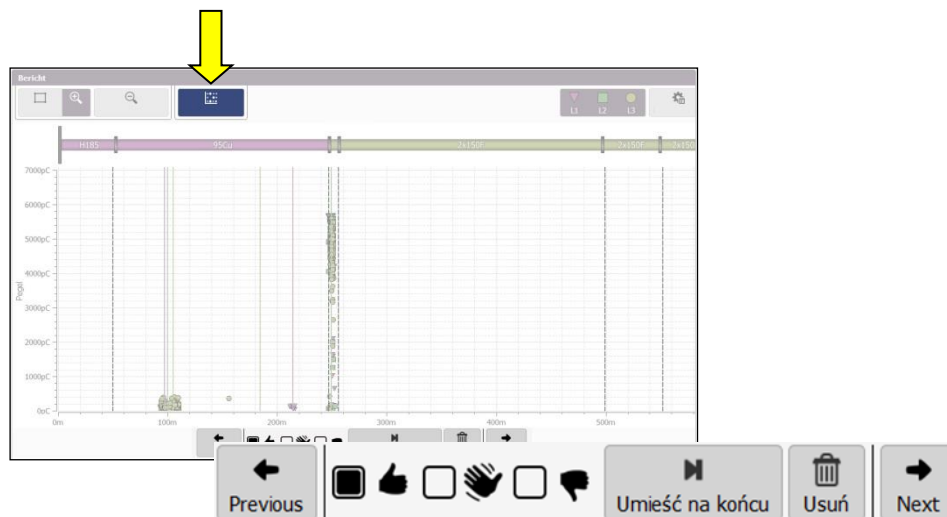 Bericht
L1 L2 L3
H185 95Cu 2x150F 2x150F 2x150
7000pC
6000pC
5000pC
4000pC
Pegel
3000pC
2000pC
1000pC
0pC
0m 100m 200m 300m 400m 500m
Previous Umieść na końcu Usuń Next